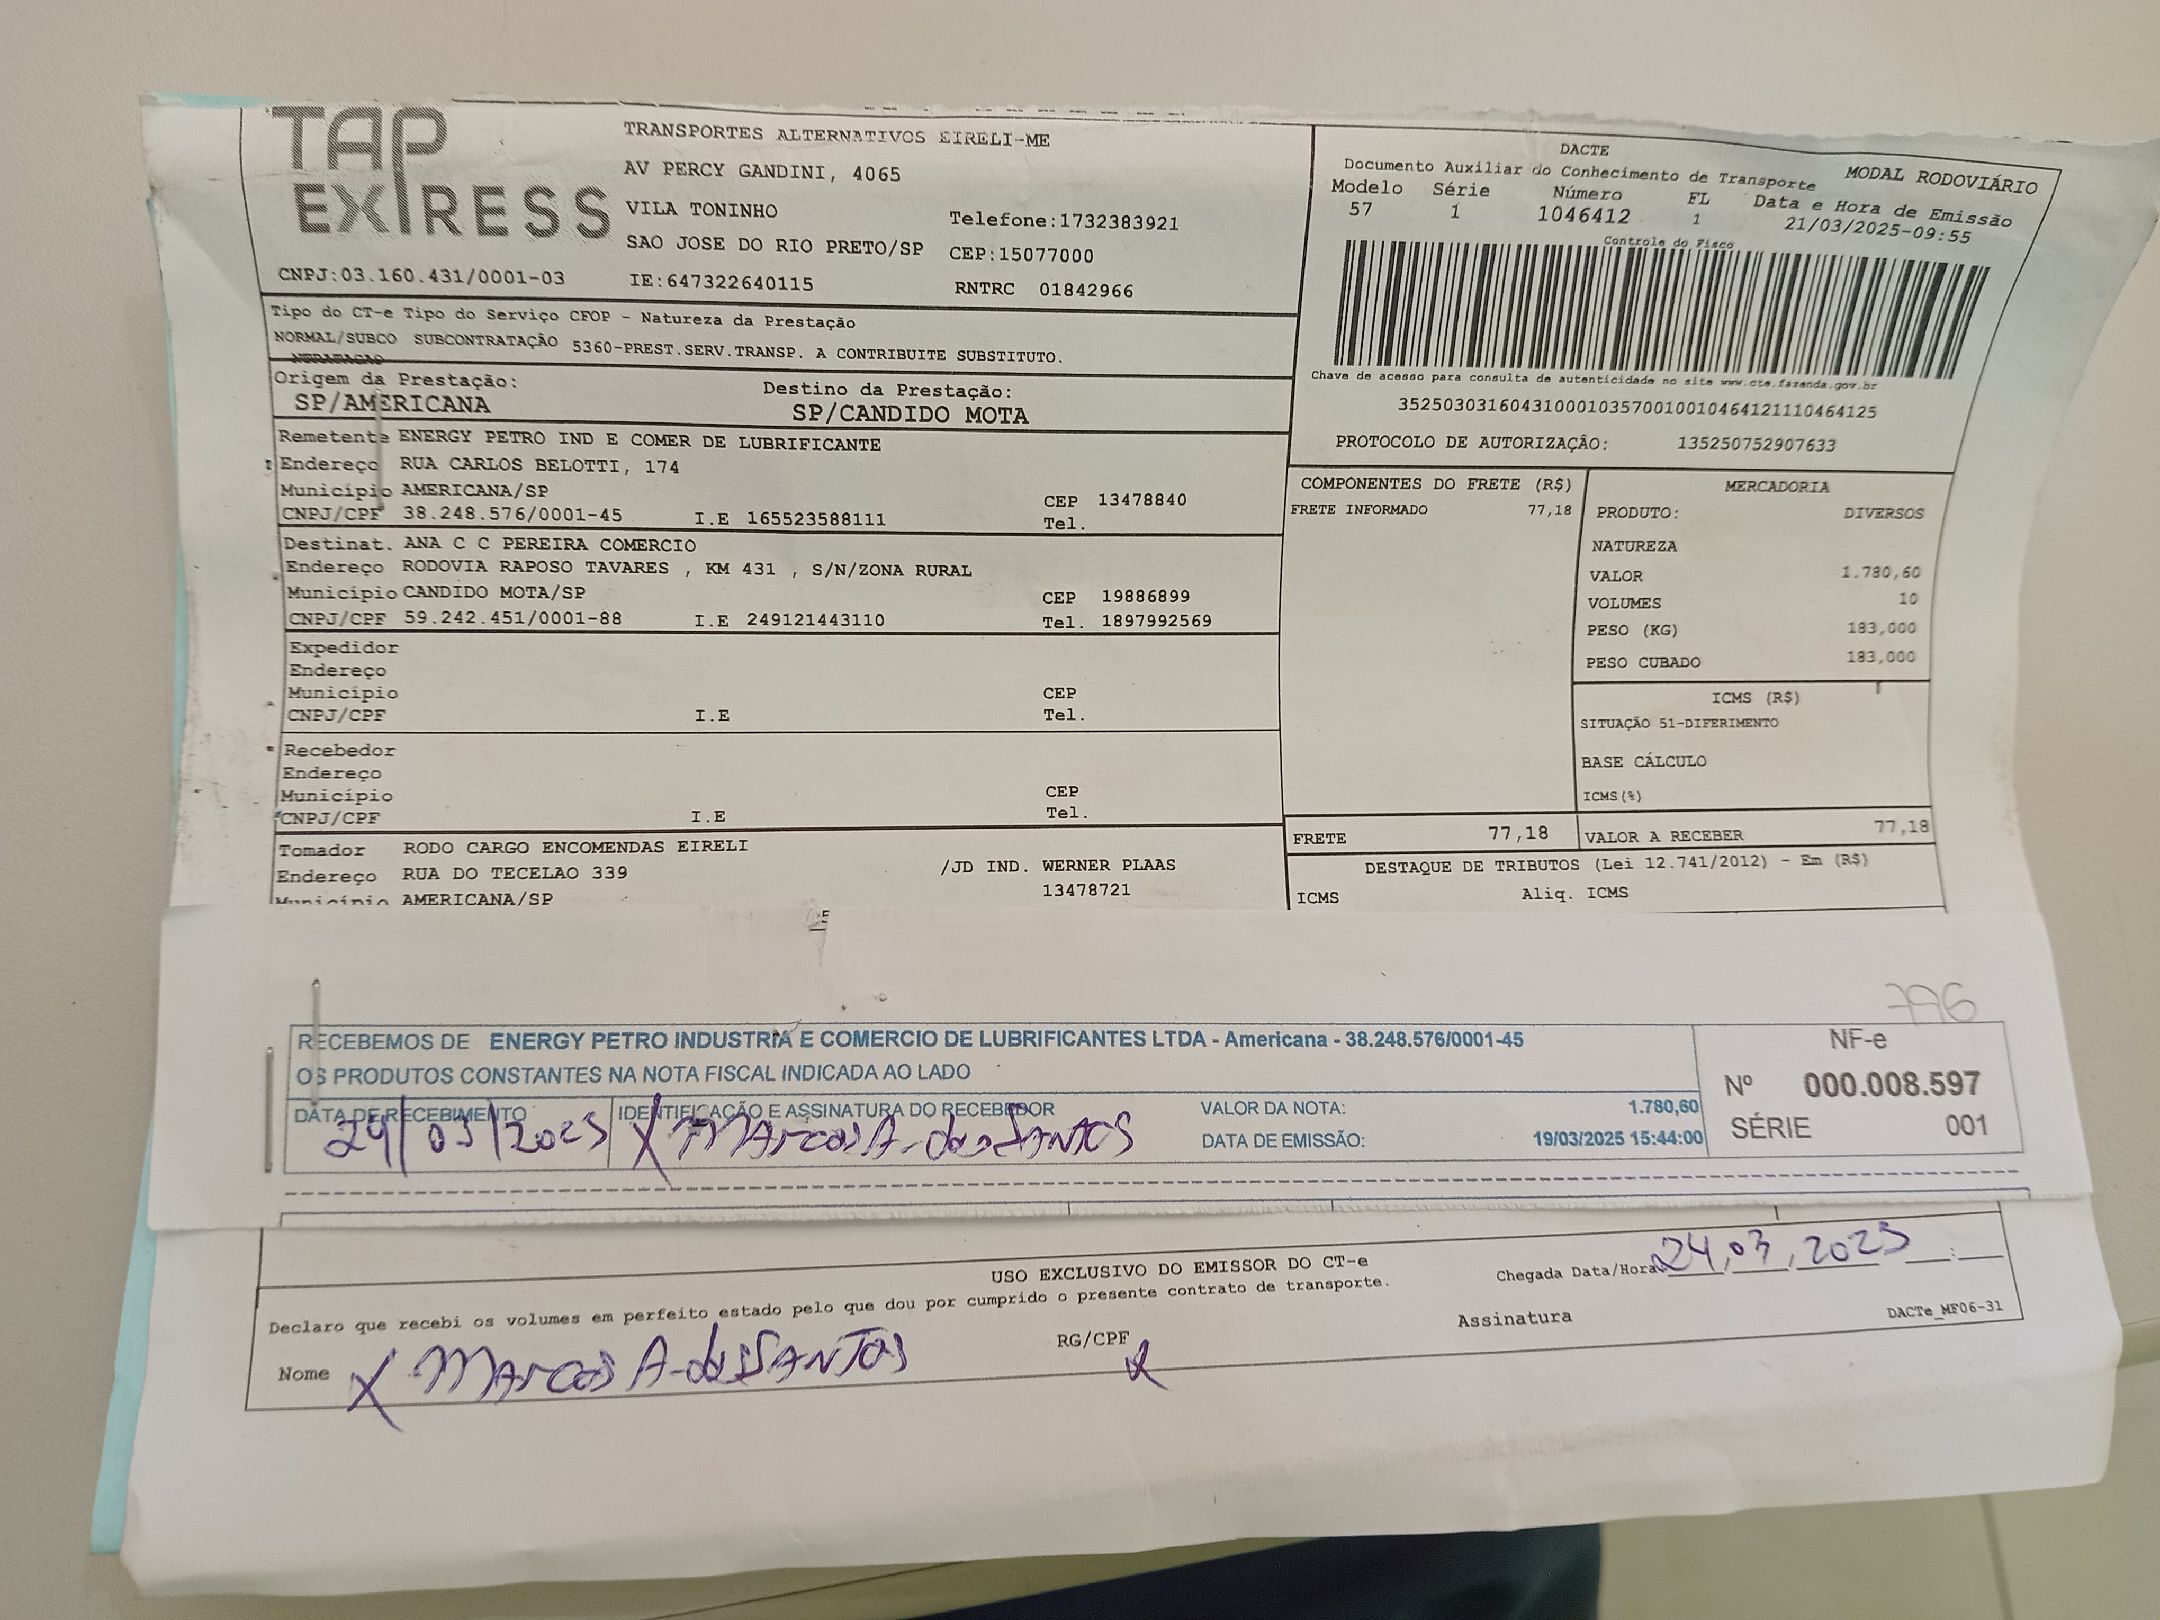 TAP EXPRESS
TRANSPORTES ALTERNATIVOS EIRELI-ME
AV PERCY GANDINI, 4065
VILA TONINHO Telefone:1732383921
SAO JOSE DO RIO PRETO/SP CEP:15077000
CNPJ:03.160.431/0001-03 IE:647322640115 RNTRC 01842966
DACTE
Documento Auxiliar do Conhecimento de Transporte MODAL RODOVIÁRIO
Modelo Série Número FL Data e Hora de Emissão
57 1 1046412 1 21/03/2025-09:55
Controle do Fisco
Chave de acesso para consulta de autenticidade no site www.cte.fazenda.gov.br
35250303160431000103570010010464121110464125
PROTOCOLO DE AUTORIZAÇÂO: 135250752907633
Tipo do CT-e Tipo do Serviço CFOP - Natureza da Prestação
NORMAL/SUBCO SUBCONTRATAÇÂO 5360-PREST.SERV.TRANSP. A CONTRIBUITE SUBSTITUTO.
Origem da Prestação: Destino da Prestação:
SP/AMERICANA SP/CANDIDO MOTA
Remetente ENERGY PETRO IND E COMER DE LUBRIFICANTE
Endereço RUA CARLOS BELOTTI, 174
Município AMERICANA/SP CEP 13478840
CNPJ/CPF 38.248.576/0001-45 I.E 165523588111 Tel.
Destinat. ANA C C PEREIRA COMERCIO
Endereço RODOVIA RAPOSO TAVARES , KM 431 , S/N/ZONA RURAL
Município CANDIDO MOTA/SP CEP 19886899
CNPJ/CPF 59.242.451/0001-88 I.E 249121443110 Tel. 1897992569
Expedidor
Endereço
Município CEP
CNPJ/CPF I.E Tel.
Recebedor
Endereço
Município CEP
CNPJ/CPF I.E Tel.
Tomador RODO CARGO ENCOMENDAS EIRELI
Endereço RUA DO TECELAO 339 /JD IND. WERNER PLAAS
Município AMERICANA/SP 13478721
COMPONENTES DO FRETE (R$)
FRETE INFORMADO 77,18
MERCADORIA
PRODUTO: DIVERSOS
NATUREZA
VALOR 1.780,60
VOLUMES 10
PESO (KG) 183,000
PESO CUBADO 183,000
ICMS (R$)
SITUAÇÃO 51-DIFERIMENTO
BASE CÁLCULO
ICMS(%)
FRETE 77,18 VALOR A RECEBER 77,18
DESTAQUE DE TRIBUTOS (Lei 12.741/2012) - Em (R$)
ICMS Aliq. ICMS
796
RECEBEMOS DE ENERGY PETRO INDUSTRIA E COMERCIO DE LUBRIFICANTES LTDA - Americana - 38.248.576/0001-45
OS PRODUTOS CONSTANTES NA NOTA FISCAL INDICADA AO LADO
DATA DE RECEBIMENTO IDENTIFICAÇÃO E ASSINATURA DO RECEBEDOR VALOR DA NOTA: 1.780,60
24/03/2025 X Marcos A. dos SANTOS DATA DE EMISSÃO: 19/03/2025 15:44:00
NF-e
Nº 000.008.597
SÉRIE 001
USO EXCLUSIVO DO EMISSOR DO CT-e
Chegada Data/Hora 24,03,2025 :
Declaro que recebi os volumes em perfeito estado pelo que dou por cumprido o presente contrato de transporte.
Nome X Marcos A. dos SANTOS RG/CPF X Assinatura DACTe_MF06-31